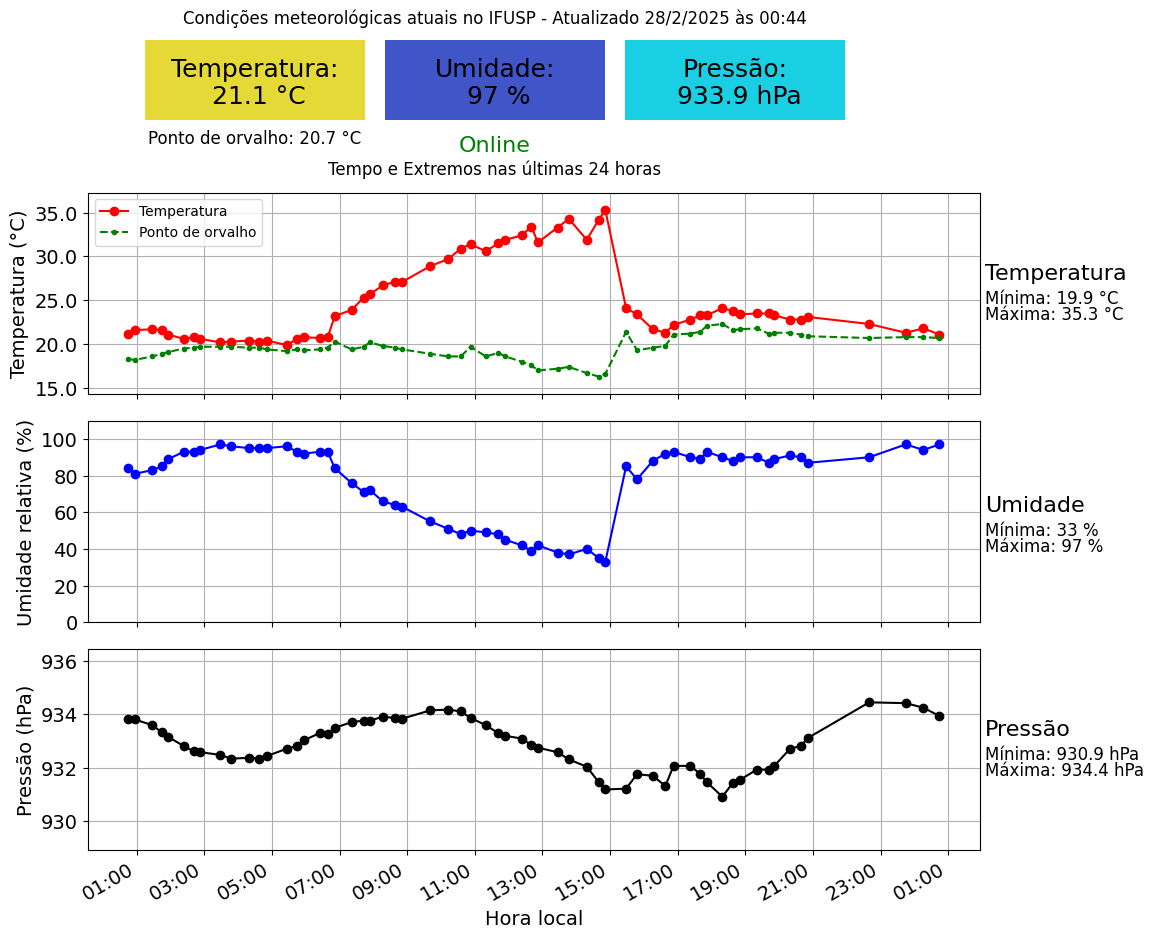 Condições meteorológicas atuais no IFUSP - Atualizado 28/2/2025 às 00:44
Temperatura:
21.1 °C
Umidade:
97 %
Pressão:
933.9 hPa
Ponto de orvalho: 20.7 °C
Online
Tempo e Extremos nas últimas 24 horas
Temperatura (°C)
35.0
30.0
25.0
20.0
15.0
Temperatura
Ponto de orvalho
Temperatura
Mínima: 19.9 °C
Máxima: 35.3 °C
Umidade relativa (%)
100
80
60
40
20
0
Umidade
Mínima: 33 %
Máxima: 97 %
Pressão (hPa)
936
934
932
930
Pressão
Mínima: 930.9 hPa
Máxima: 934.4 hPa
01:00
03:00
05:00
07:00
09:00
11:00
13:00
15:00
17:00
19:00
21:00
23:00
01:00
Hora local